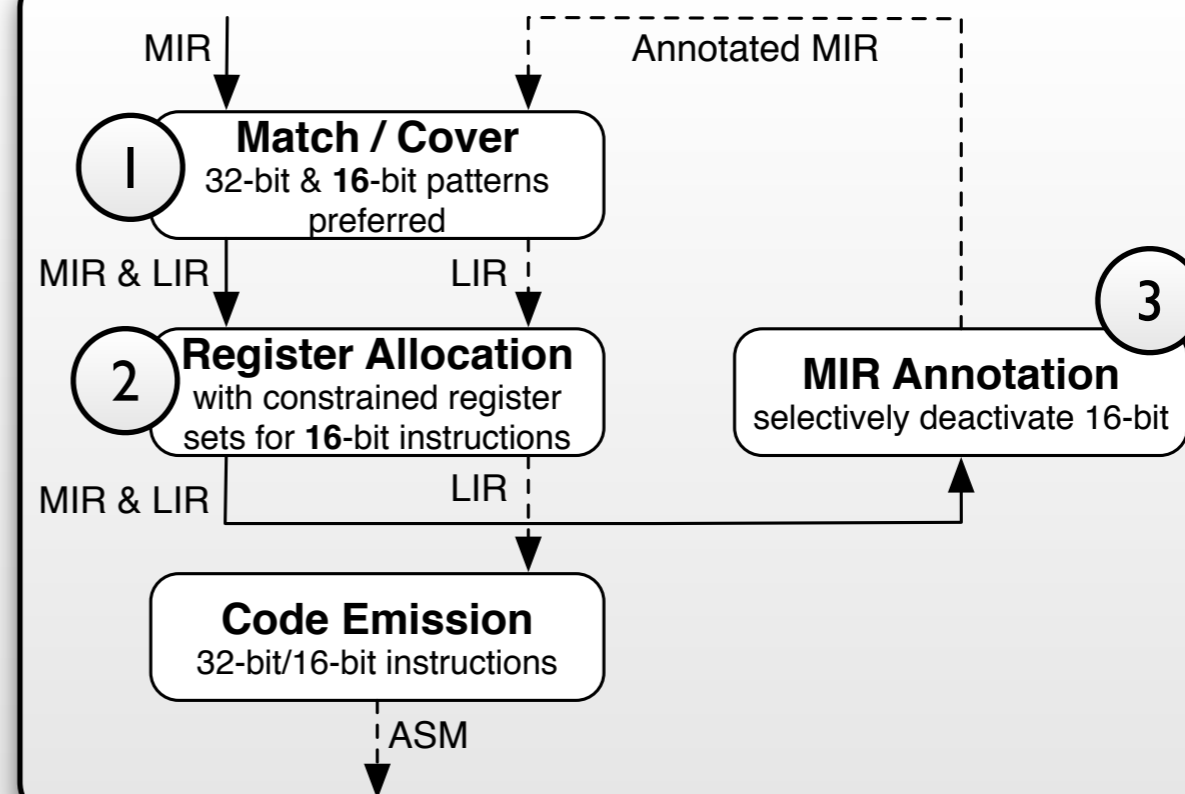 MIR
Annotated MIR
1
Match / Cover
32-bit & 16-bit patterns
preferred
MIR & LIR
LIR
3
2
Register Allocation
with constrained register
sets for 16-bit instructions
MIR Annotation
selectively deactivate 16-bit
MIR & LIR
LIR
Code Emission
32-bit/16-bit instructions
ASM